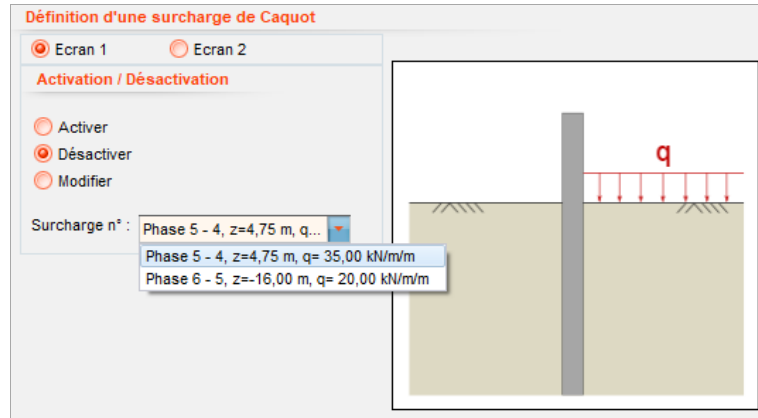 Définition d'une surcharge de Caquot
Ecran 1 Ecran 2
Activation / Désactivation
Activer
Désactiver
Modifier
Surcharge n° : Phase 5 - 4, z=4,75 m, q...
Phase 5 - 4, z=4,75 m, q= 35,00 kN/m/m
Phase 6 - 5, z=-16,00 m, q= 20,00 kN/m/m
q